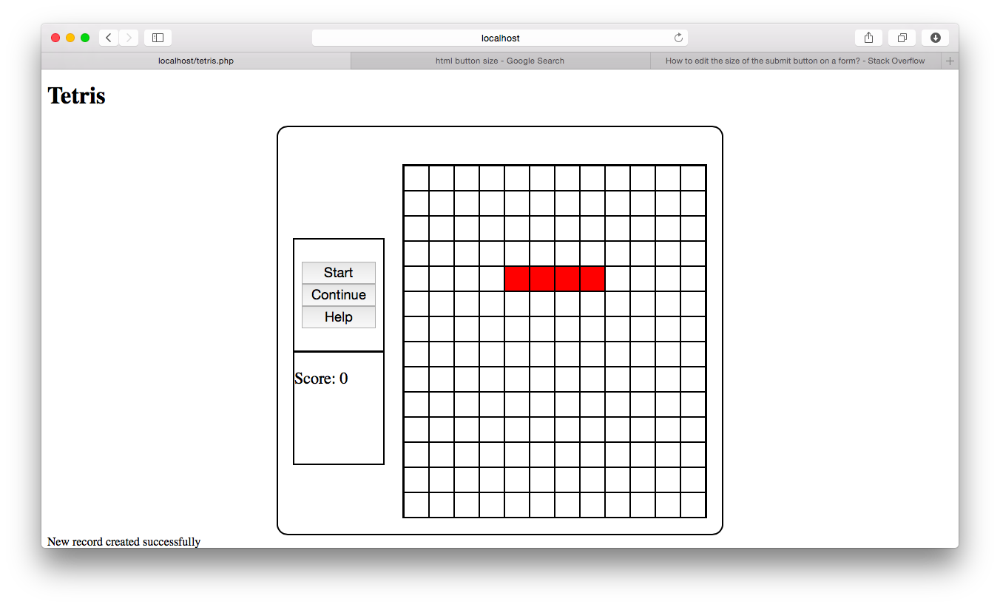 localhost
localhost/tetris.php
html button size - Google Search
How to edit the size of the submit button on a form? - Stack Overflow
Tetris
Start
Continue
Help
Score: 0
New record created successfully